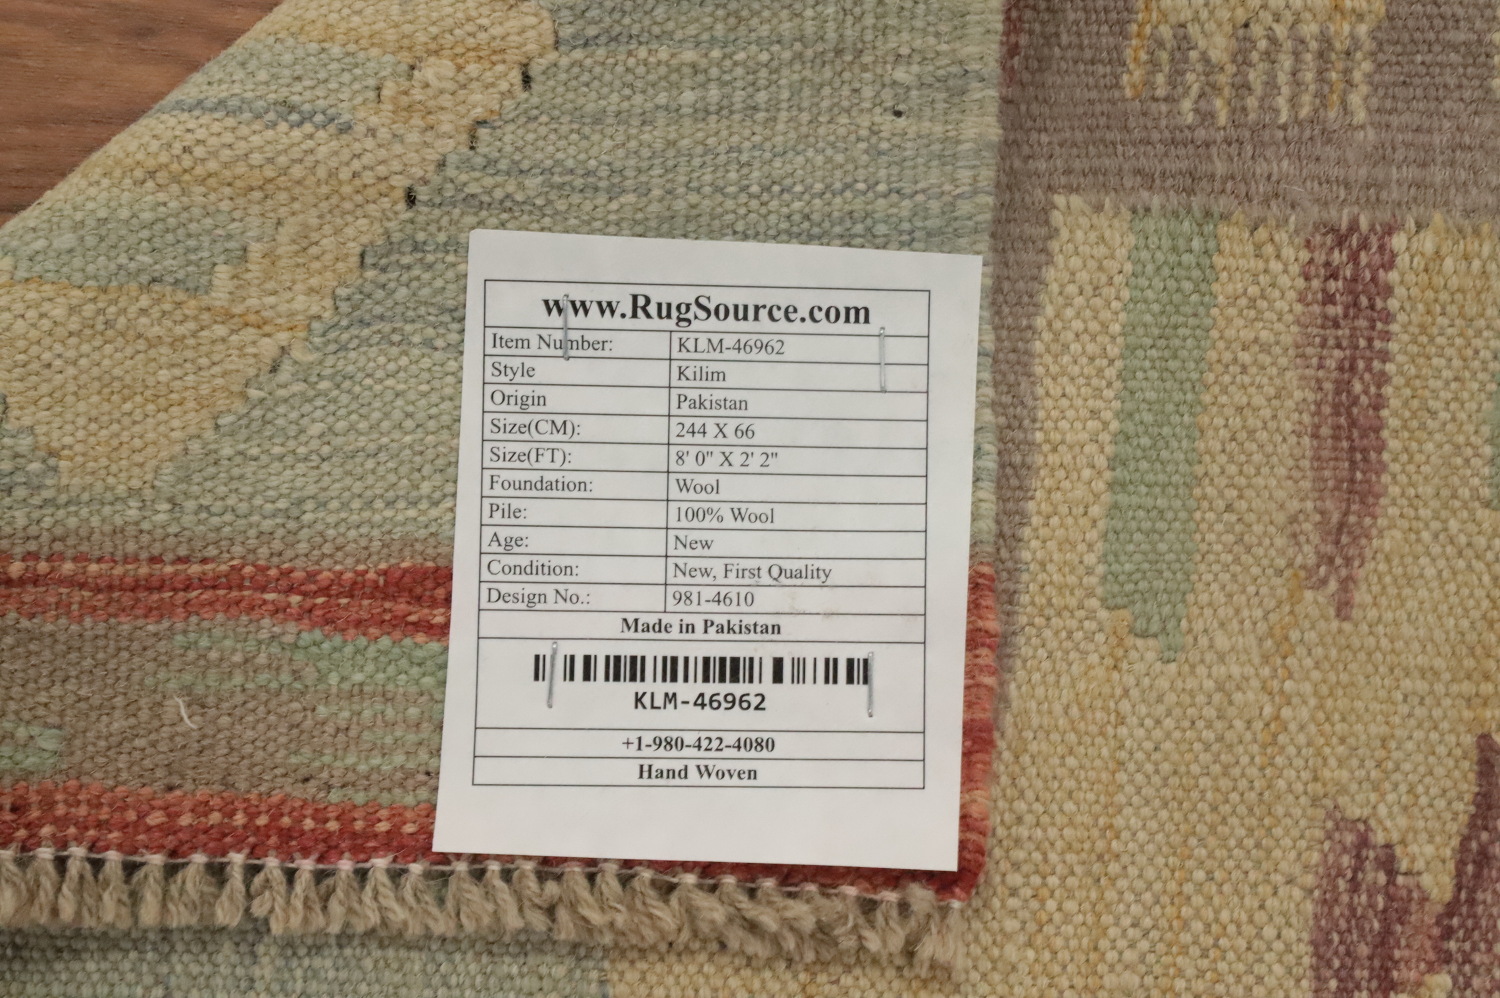 www.RugSource.com
Item Number: KLM-46962
Style Kilim
Origin Pakistan
Size(CM): 244 X 66
Size(FT): 8' 0" X 2' 2"
Foundation: Wool
Pile: 100% Wool
Age: New
Condition: New, First Quality
Design No.: 981-4610
Made in Pakistan
KLM-46962
+1-980-422-4080
Hand Woven